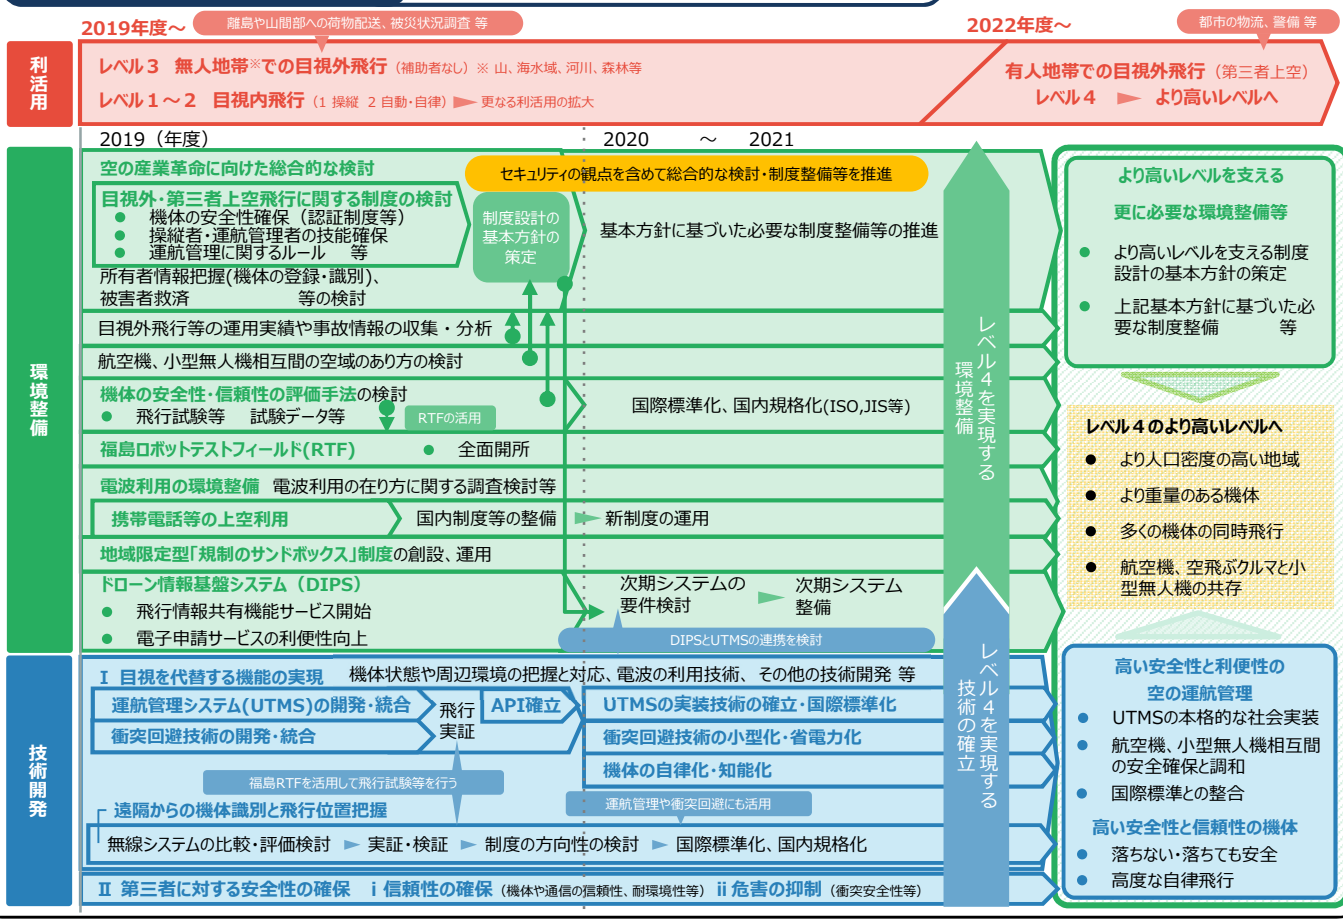 2019年度～
離島や山間部への荷物配送、被災状況調査 等
2022年度～
都市の物流、警備 等
利活用
レベル３ 無人地帯※での目視外飛行（補助者なし）※ 山、海水域、河川、森林等
レベル１～２ 目視内飛行（１ 操縦 ２ 自動・自律） 更なる利活用の拡大
有人地帯での目視外飛行（第三者上空）
レベル４ より高いレベルへ
2019（年度）
2020 ～ 2021
環境整備
空の産業革命に向けた総合的な検討
セキュリティの観点を含めて総合的な検討・制度整備等を推進
目視外・第三者上空飛行に関する制度の検討
● 機体の安全性確保（認証制度等）
● 操縦者・運航管理者の技能確保
● 運航管理に関するルール 等
制度設計の
基本方針の
策定
基本方針に基づいた必要な制度整備等の推進
所有者情報把握(機体の登録・識別)、
被害者救済 等の検討
目視外飛行等の運用実績や事故情報の収集・分析
航空機、小型無人機相互間の空域のあり方の検討
機体の安全性・信頼性の評価手法の検討
● 飛行試験等 試験データ等
RTFの活用
国際標準化、国内規格化(ISO,JIS等)
福島ロボットテストフィールド(RTF) ● 全面開所
電波利用の環境整備 電波利用の在り方に関する調査検討等
携帯電話等の上空利用
国内制度等の整備
新制度の運用
地域限定型「規制のサンドボックス」制度の創設、運用
ドローン情報基盤システム（DIPS）
● 飛行情報共有機能サービス開始
● 電子申請サービスの利便性向上
次期システムの
要件検討
次期システム
整備
DIPSとUTMSの連携を検討
レベル４を実現する
環境整備
より高いレベルを支える
更に必要な環境整備等
● より高いレベルを支える制度
設計の基本方針の策定
● 上記基本方針に基づいた必
要な制度整備 等
レベル４のより高いレベルへ
● より人口密度の高い地域
● より重量のある機体
● 多くの機体の同時飛行
● 航空機、空飛ぶクルマと小
型無人機の共存
技術開発
Ⅰ 目視を代替する機能の実現 機体状態や周辺環境の把握と対応、電波の利用技術、その他の技術開発 等
運航管理システム(UTMS)の開発・統合
衝突回避技術の開発・統合
飛行
実証
API確立
UTMSの実装技術の確立・国際標準化
衝突回避技術の小型化・省電力化
機体の自律化・知能化
福島RTFを活用して飛行試験等を行う
運航管理や衝突回避にも活用
遠隔からの機体識別と飛行位置把握
無線システムの比較・評価検討 実証・検証 制度の方向性の検討 国際標準化、国内規格化
Ⅱ 第三者に対する安全性の確保 ⅰ 信頼性の確保（機体や通信の信頼性、耐環境性等）ⅱ 危害の抑制（衝突安全性等）
レベル４を実現する
技術の確立
高い安全性と利便性の
空の運航管理
● UTMSの本格的な社会実装
● 航空機、小型無人機相互間
の安全確保と調和
● 国際標準との整合
高い安全性と信頼性の機体
● 落ちない・落ちても安全
● 高度な自律飛行